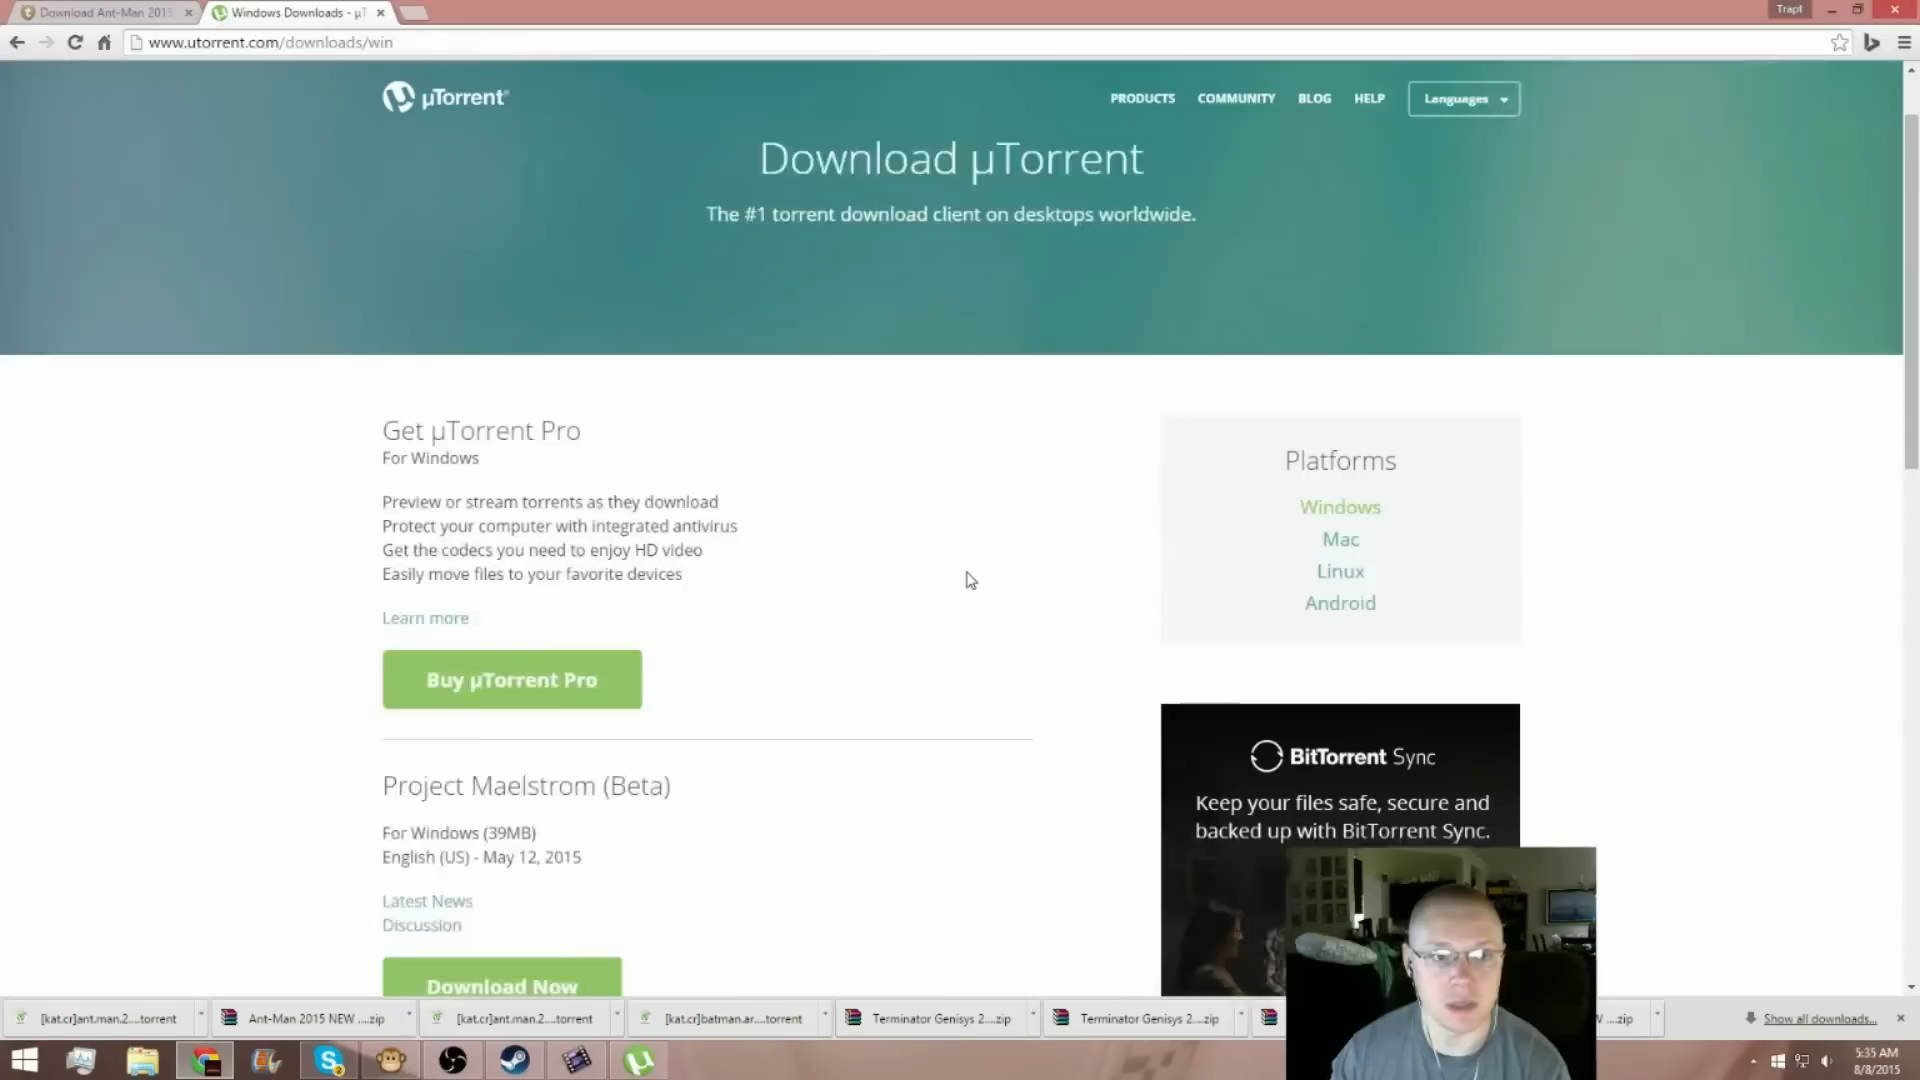 Download Ant-Man 2015
Windows Downloads - µT
Trapt
www.utorrent.com/downloads/win
µTorrent®
PRODUCTS
COMMUNITY
BLOG
HELP
Languages
Download µTorrent
The #1 torrent download client on desktops worldwide.
Get µTorrent Pro
For Windows
Preview or stream torrents as they download
Protect your computer with integrated antivirus
Get the codecs you need to enjoy HD video
Easily move files to your favorite devices
Learn more
Buy µTorrent Pro
Platforms
Windows
Mac
Linux
Android
Project Maelstrom (Beta)
For Windows (39MB)
English (US) - May 12, 2015
Latest News
Discussion
Download Now
BitTorrent Sync
Keep your files safe, secure and
backed up with BitTorrent Sync.
[kat.cr]ant.man.2....torrent
Ant-Man 2015 NEW ....zip
[kat.cr]ant.man.2....torrent
[kat.cr]batman.ar....torrent
Terminator Genisys 2....zip
Terminator Genisys 2....zip
....zip
Show all downloads...
5:35 AM
8/8/2015